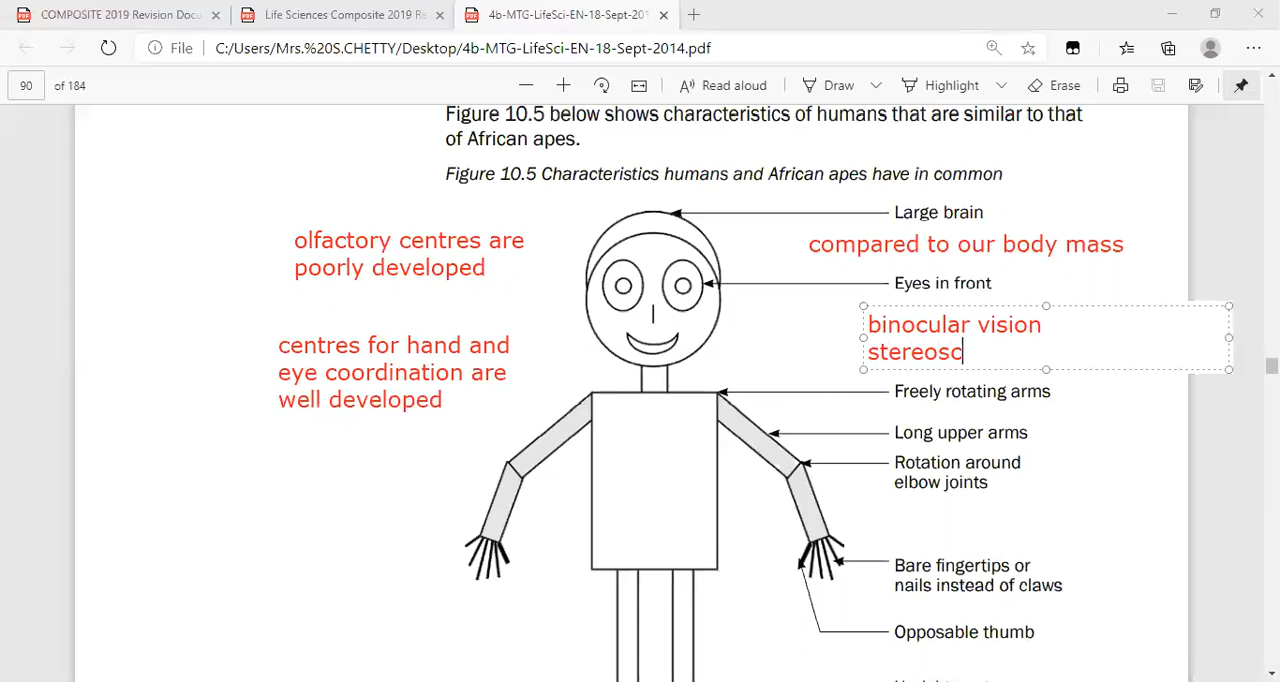 COMPOSITE 2019 Revision Docu
Life Sciences Composite 2019 Re
4b-MTG-LifeSci-EN-18-Sept-201
File
C:/Users/Mrs.%20S.CHETTY/Desktop/4b-MTG-LifeSci-EN-18-Sept-2014.pdf
90 of 184
Read aloud
Draw
Highlight
Erase
Figure 10.5 below shows characteristics of humans that are similar to that
of African apes.
Figure 10.5 Characteristics humans and African apes have in common
Large brain
olfactory centres are
poorly developed
compared to our body mass
Eyes in front
binocular vision
stereosc
centres for hand and
eye coordination are
well developed
Freely rotating arms
Long upper arms
Rotation around
elbow joints
Bare fingertips or
nails instead of claws
Opposable thumb